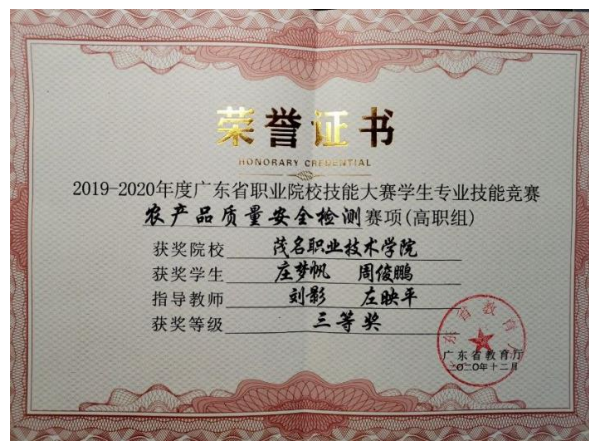 荣誉证书
HONORARY CREDENTIAL
2019-2020年度广东省职业院校技能大赛学生专业技能竞赛
农产品质量安全检测赛项(高职组)
获奖院校 茂名职业技术学院
获奖学生 庄梦帆 周俊鹏
指导教师 刘影 左映平
获奖等级 三等奖
广东省教育厅
二〇二〇年十二月